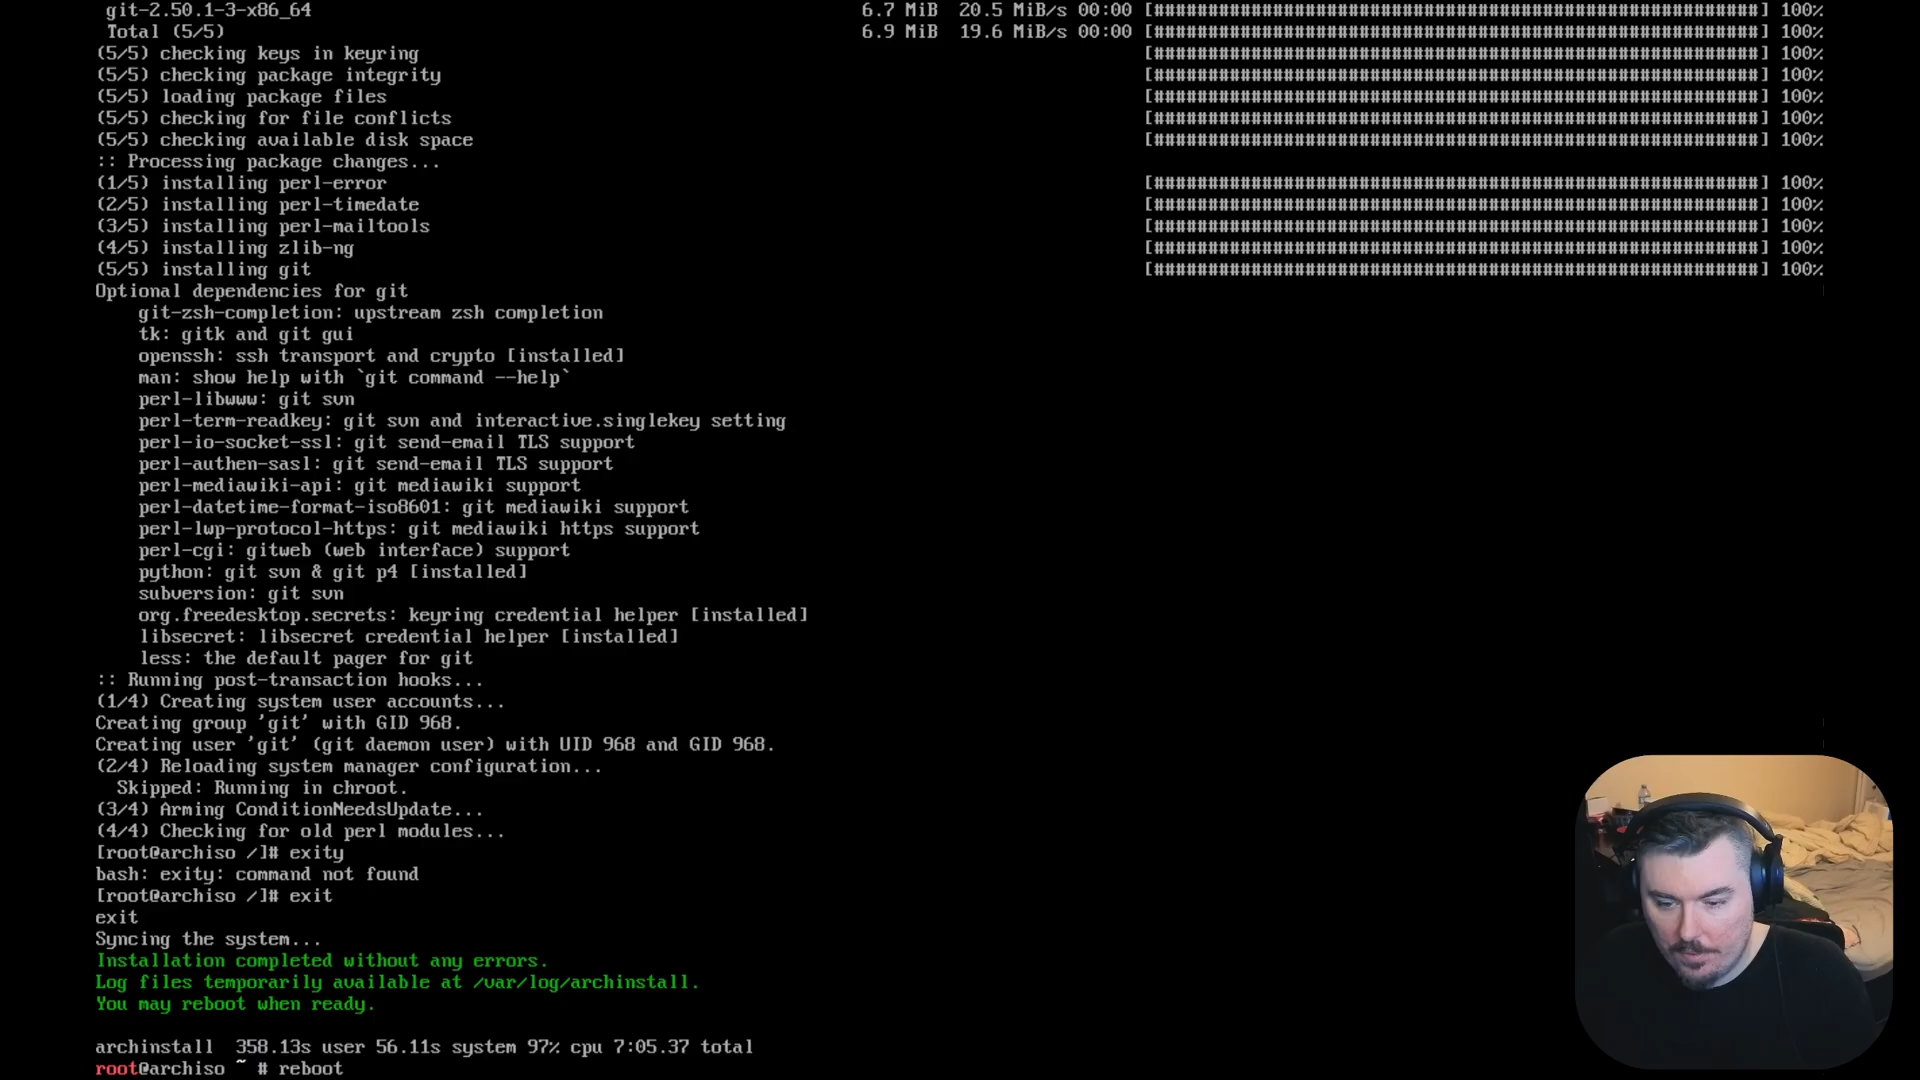 git-2.50.1-3-x86_64 6.7 MiB 20.5 MiB/s 00:00 [########################################################] 100%
Total (5/5) 6.9 MiB 19.6 MiB/s 00:00 [########################################################] 100%
(5/5) checking keys in keyring [########################################################] 100%
(5/5) checking package integrity [########################################################] 100%
(5/5) loading package files [########################################################] 100%
(5/5) checking for file conflicts [########################################################] 100%
(5/5) checking available disk space [########################################################] 100%
:: Processing package changes...
(1/5) installing perl-error [########################################################] 100%
(2/5) installing perl-timedate [########################################################] 100%
(3/5) installing perl-mailtools [########################################################] 100%
(4/5) installing zlib-ng [########################################################] 100%
(5/5) installing git [########################################################] 100%
Optional dependencies for git
git-zsh-completion: upstream zsh completion
tk: gitk and git gui
openssh: ssh transport and crypto [installed]
man: show help with `git command --help`
perl-libwww: git svn
perl-term-readkey: git svn and interactive.singlekey setting
perl-io-socket-ssl: git send-email TLS support
perl-authen-sasl: git send-email TLS support
perl-mediawiki-api: git mediawiki support
perl-datetime-format-iso8601: git mediawiki support
perl-lwp-protocol-https: git mediawiki https support
perl-cgi: gitweb (web interface) support
python: git svn & git p4 [installed]
subversion: git svn
org.freedesktop.secrets: keyring credential helper [installed]
libsecret: libsecret credential helper [installed]
less: the default pager for git
:: Running post-transaction hooks...
(1/4) Creating system user accounts...
Creating group 'git' with GID 968.
Creating user 'git' (git daemon user) with UID 968 and GID 968.
(2/4) Reloading system manager configuration...
Skipped: Running in chroot.
(3/4) Arming ConditionNeedsUpdate...
(4/4) Checking for old perl modules...
[root@archiso /]# exity
bash: exity: command not found
[root@archiso /]# exit
exit
Syncing the system...
Installation completed without any errors.
Log files temporarily available at /var/log/archinstall.
You may reboot when ready.
archinstall 358.13s user 56.11s system 97% cpu 7:05.37 total
root@archiso ~ # reboot